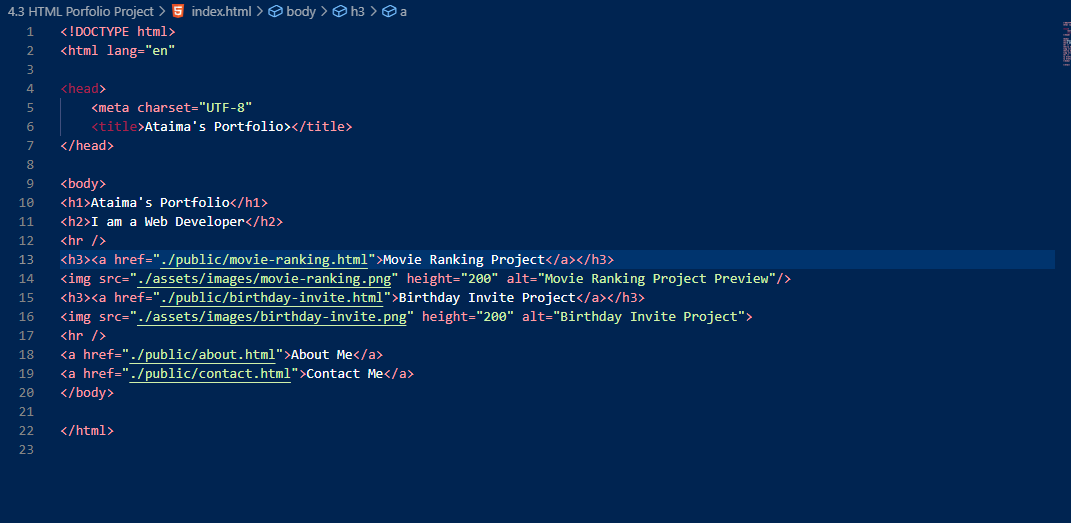 4.3 HTML Porfolio Project > index.html > body > h3 > a
1 <!DOCTYPE html>
2 <html lang="en"
3
4 <head>
5     <meta charset="UTF-8"
6     <title>Ataima's Portfolio></title>
7 </head>
8
9 <body>
10 <h1>Ataima's Portfolio</h1>
11 <h2>I am a Web Developer</h2>
12 <hr />
13 <h3><a href="./public/movie-ranking.html">Movie Ranking Project</a></h3>
14 <img src="./assets/images/movie-ranking.png" height="200" alt="Movie Ranking Project Preview"/>
15 <h3><a href="./public/birthday-invite.html">Birthday Invite Project</a></h3>
16 <img src="./assets/images/birthday-invite.png" height="200" alt="Birthday Invite Project">
17 <hr />
18 <a href="./public/about.html">About Me</a>
19 <a href="./public/contact.html">Contact Me</a>
20 </body>
21
22 </html>
23